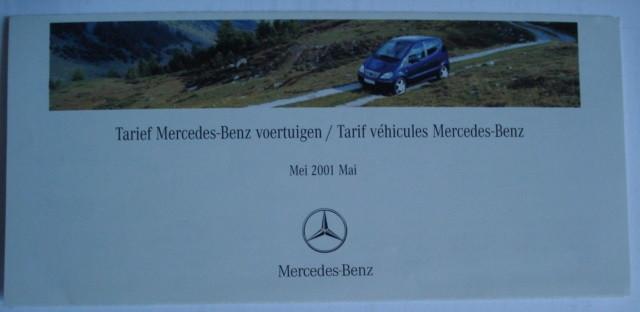 Tarief Mercedes-Benz voertuigen / Tarif véhicules Mercedes-Benz
Mei 2001 Mai
Mercedes-Benz